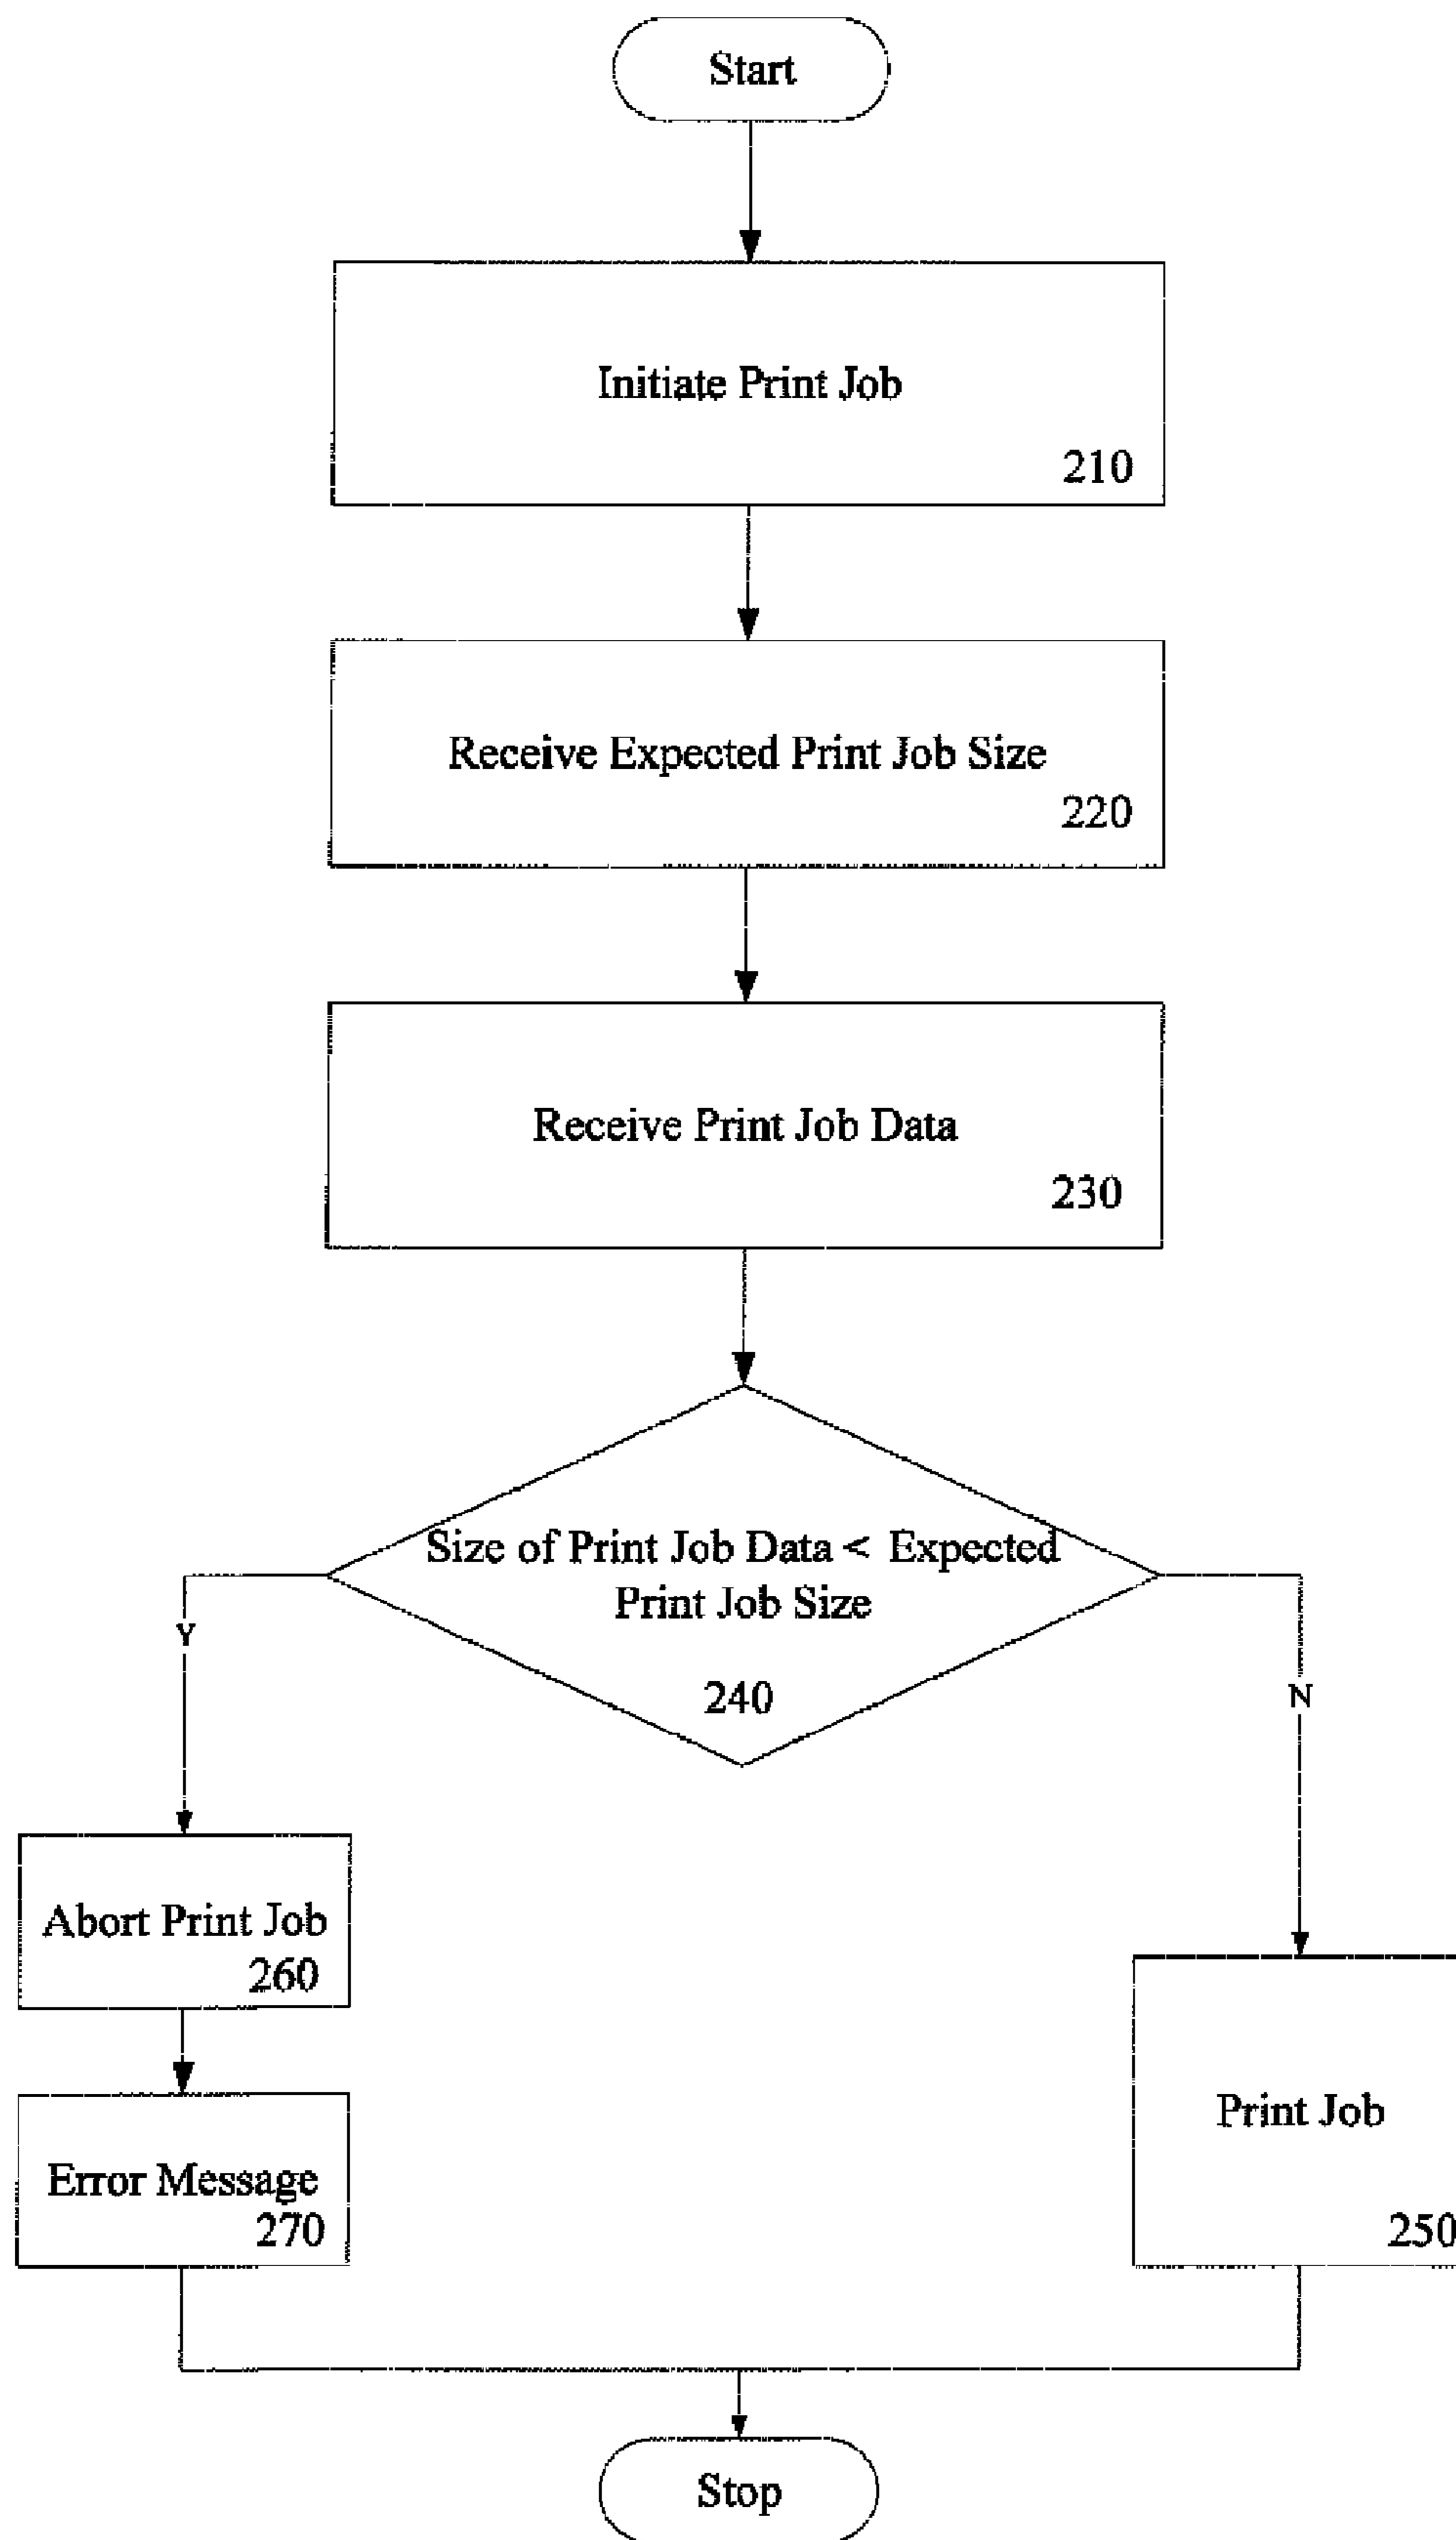 Start
Initiate Print Job
210
Receive Expected Print Job Size
220
Receive Print Job Data
230
Size of Print Job Data < Expected
Print Job Size
240
Y
N
Abort Print Job
260
Error Message
270
Print Job
250
Stop